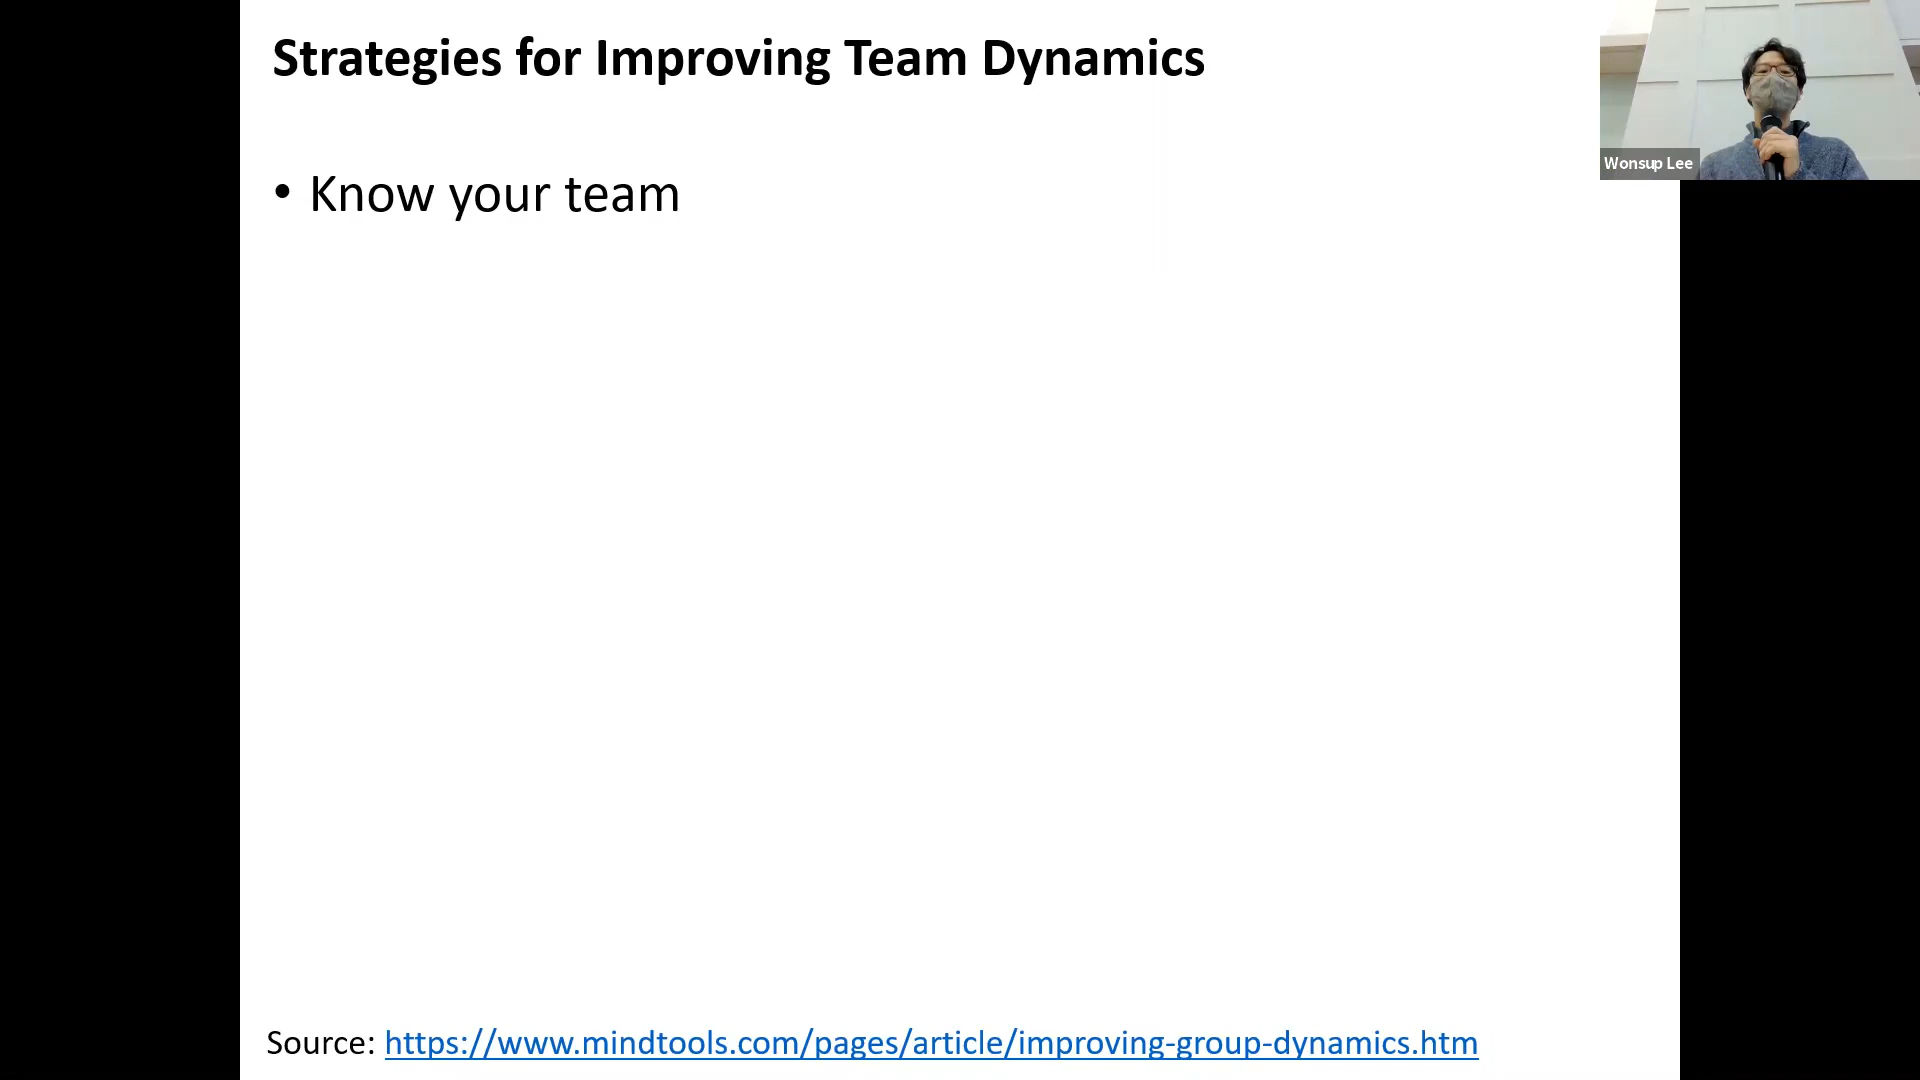 Strategies for Improving Team Dynamics
Wonsup Lee
• Know your team
Source: https://www.mindtools.com/pages/article/improving-group-dynamics.htm